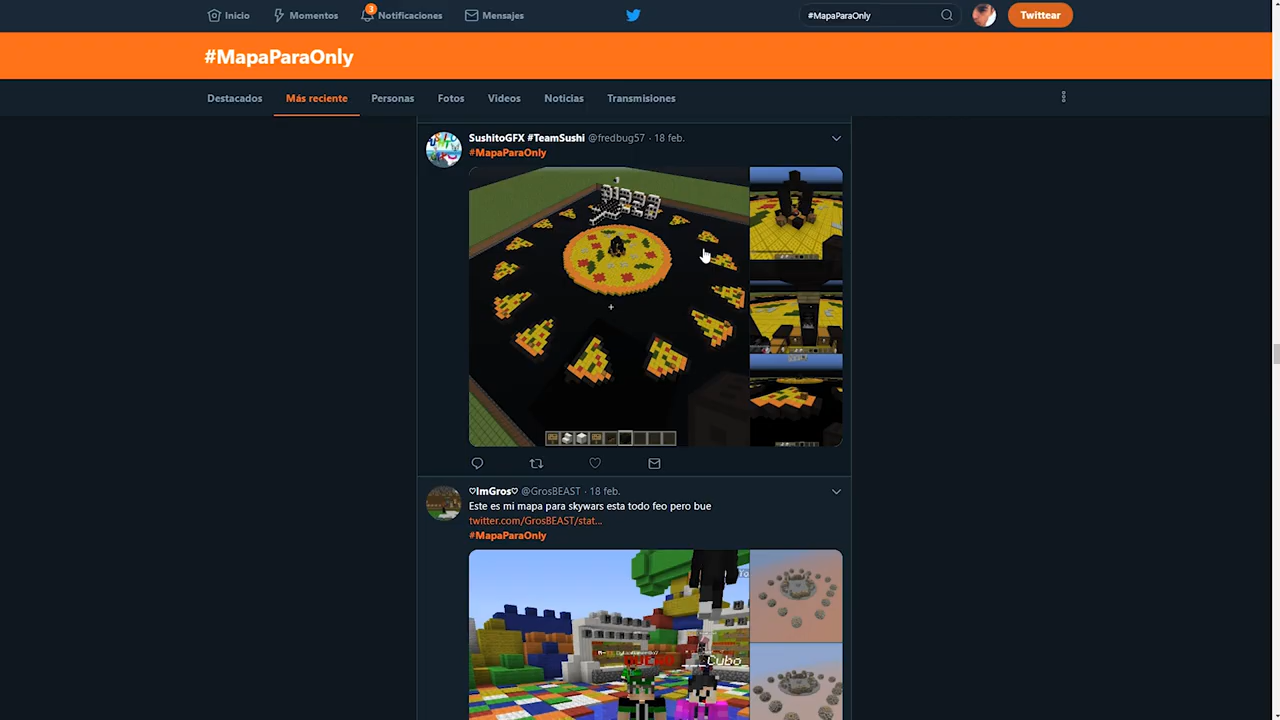 Inicio
Momentos
3
Notificaciones
Mensajes
#MapaParaOnly
Twittear
#MapaParaOnly
Destacados
Más reciente
Personas
Fotos
Videos
Noticias
Transmisiones
SushitoGFX #TeamSushi @fredbug57 · 18 feb.
#MapaParaOnly
♡ImGros♡ @GrosBEAST · 18 feb.
Este es mi mapa para skywars esta todo feo pero bue
twitter.com/GrosBEAST/stat...
#MapaParaOnly
Cubo